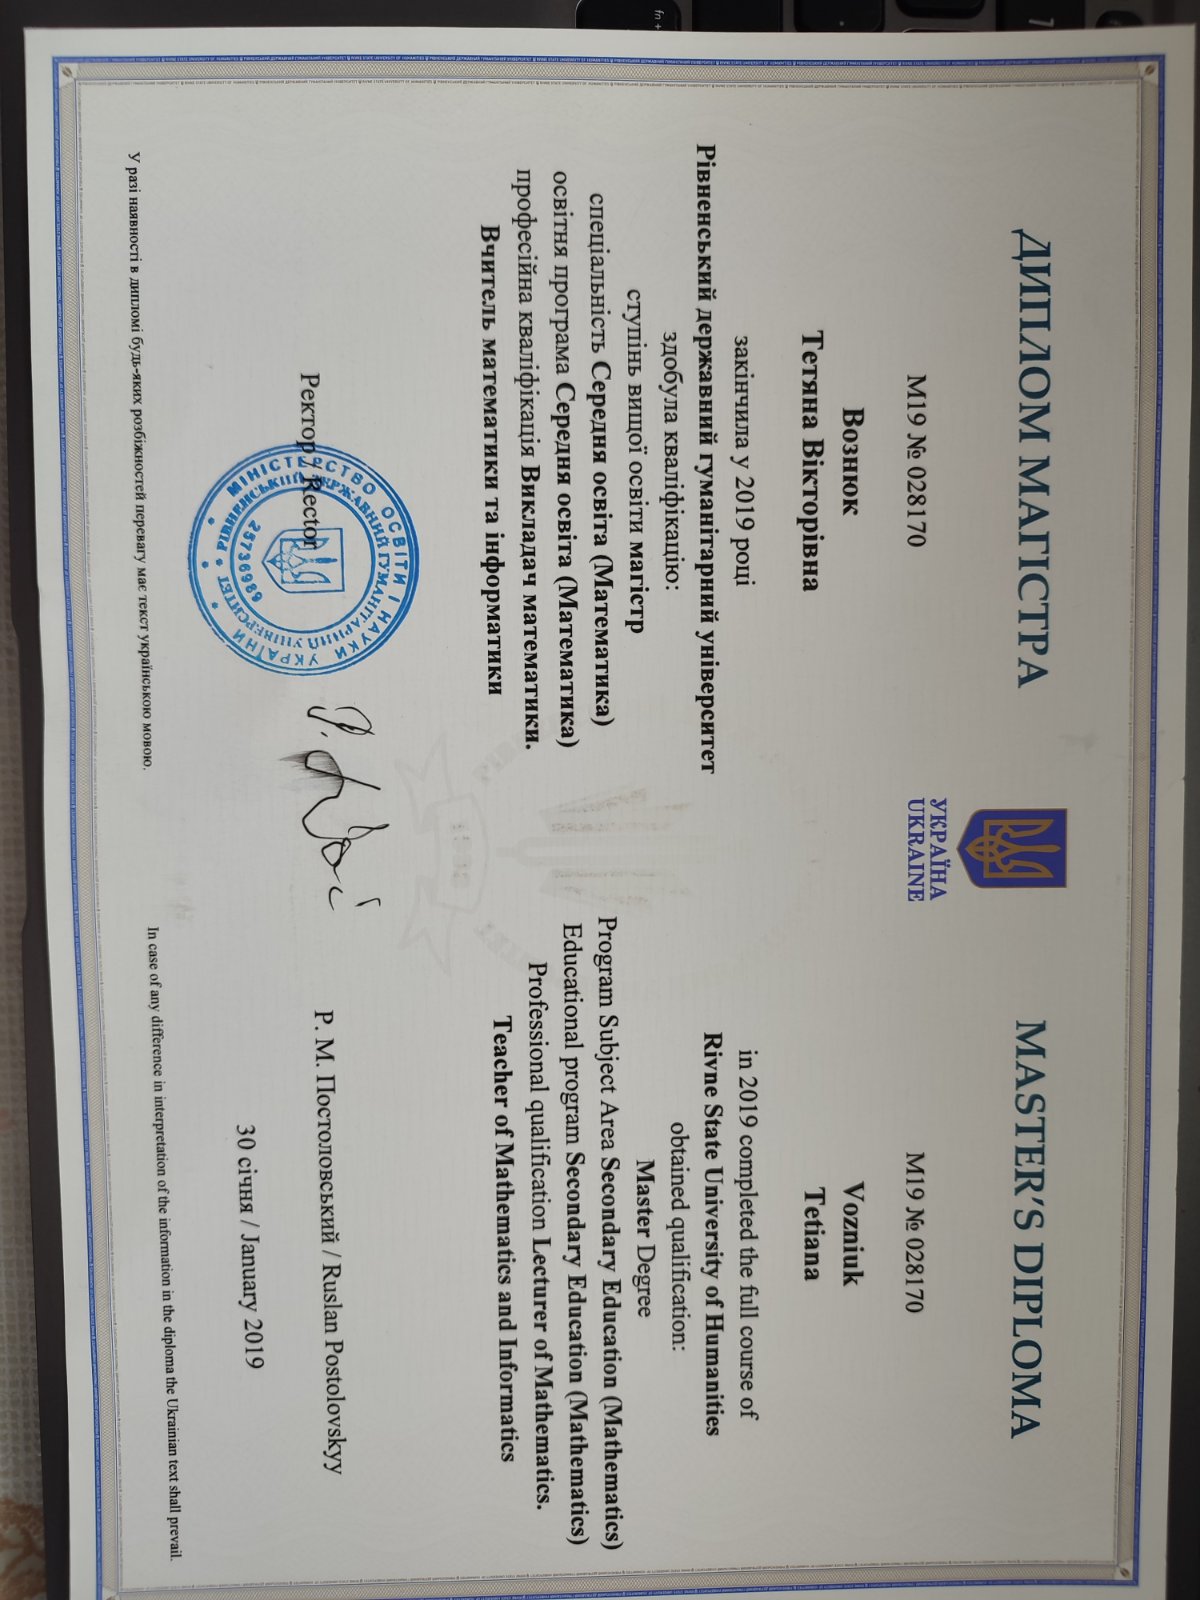 ДИПЛОМ МАГІСТРА
М19 № 028170
Вознюк
Тетяна Вікторівна
закінчила у 2019 році
Рівненський державний гуманітарний університет
здобула кваліфікацію:
ступінь вищої освіти магістр
спеціальність Середня освіта (Математика)
освітня програма Середня освіта (Математика)
професійна кваліфікація Викладач математики.
Вчитель математики та інформатики
УКРАЇНА
UKRAINE
MASTER'S DIPLOMA
М19 № 028170
Vozniuk
Tetiana
in 2019 completed the full course of
Rivne State University of Humanities
obtained qualification:
Master Degree
Program Subject Area Secondary Education (Mathematics)
Educational program Secondary Education (Mathematics)
Professional qualification Lecturer of Mathematics.
Teacher of Mathematics and Informatics
Ректор / Rector
МІНІСТЕРСТВО ОСВІТИ І НАУКИ УКРАЇНИ
ДЕРЖАВНИЙ ГУМАНІТАРНИЙ УНІВЕРСИТЕТ
25736989
Р. М. Постоловський / Ruslan Postolovskyy
30 січня / January 2019
У разі наявності в дипломі будь-яких розбіжностей перевагу має текст українською мовою.
In case of any difference in interpretation of the information in the diploma the Ukrainian text shall prevail.
fn +
7